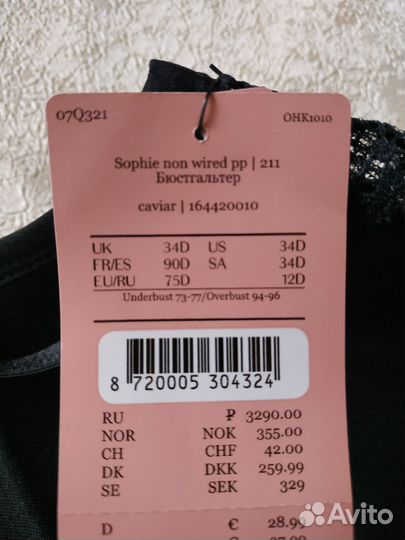 07Q321 OHK1010
Sophie non wired pp | 211
Бюстгальтер
caviar | 164420010
UK 34D US 34D
FR/ES 90D SA 34D
EU/RU 75D 12D
Underbust 73-77/Overbust 94-96
8 720005 304324
RU ₽ 3290.00
NOR NOK 355.00
CH CHF 42.00
DK DKK 259.99
SE SEK 329
D € 28.99
Avito